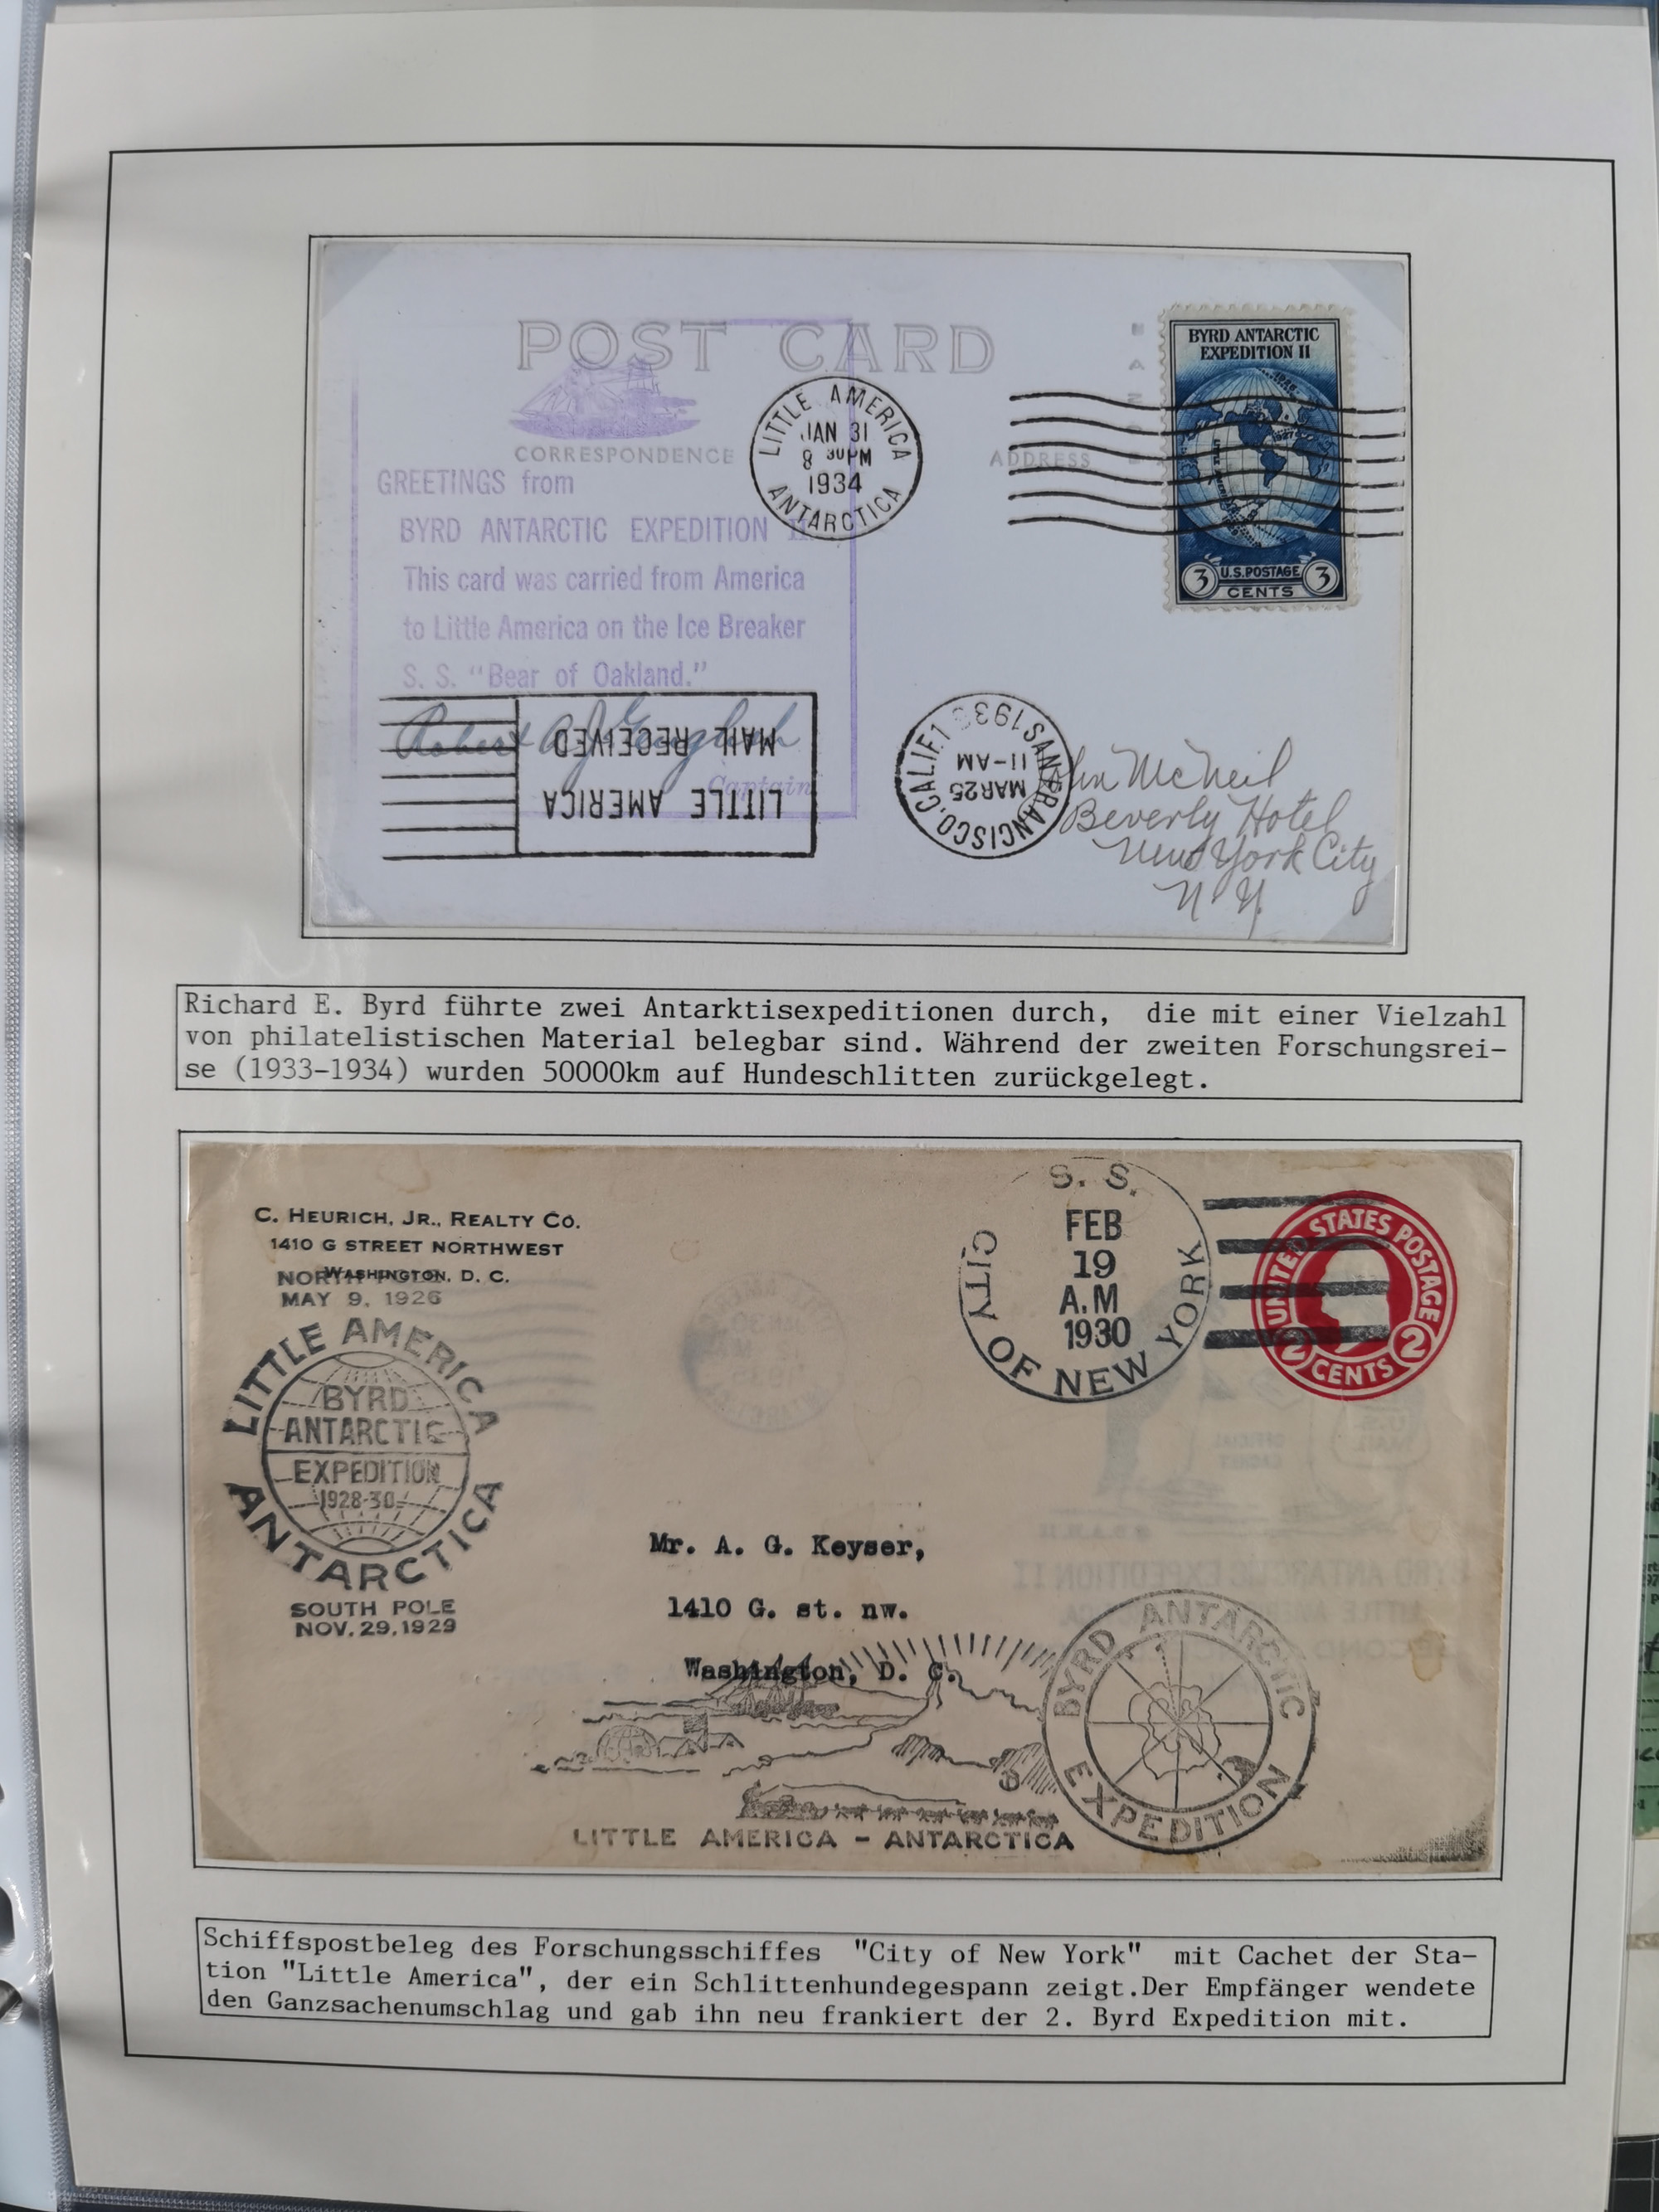 POST CARD
CORRESPONDENCE
ADDRESS
GREETINGS from
BYRD ANTARCTIC EXPEDITION II
This card was carried from America
to Little America on the Ice Breaker
S. S. "Bear of Oakland."
Captain
LITTLE AMERICA
JAN 31
8 30PM
1934
ANTARCTICA
BYRD ANTARCTIC
EXPEDITION II
3 U.S.POSTAGE 3
CENTS
LITTLE AMERICA
MAIL RECEIVED
SAN FRANCISCO, CALIF. 1
MAR 25
11-AM
John McNeil
Beverly Hotel
New York City
N. Y.
Richard E. Byrd führte zwei Antarktisexpeditionen durch, die mit einer Vielzahl
von philatelistischen Material belegbar sind. Während der zweiten Forschungsrei-
se (1933-1934) wurden 50000km auf Hundeschlitten zurückgelegt.
C. HEURICH, JR., REALTY CO.
1410 G STREET NORTHWEST
WASHINGTON, D. C.
NORTH
MAY 9, 1926
LITTLE AMERICA
BYRD
ANTARCTIC
EXPEDITION
1928-30
ANTARCTICA
SOUTH POLE
NOV. 29, 1929
S. S.
FEB
19
A.M
1930
CITY OF NEW YORK
UNITED STATES POSTAGE
2 CENTS 2
Mr. A. G. Keyser,
1410 G. st. nw.
Washington, D. C.
BYRD ANTARCTIC
EXPEDITION
LITTLE AMERICA - ANTARCTICA
Schiffspostbeleg des Forschungsschiffes "City of New York" mit Cachet der Sta-
tion "Little America", der ein Schlittenhundegespann zeigt.Der Empfänger wendete
den Ganzsachenumschlag und gab ihn neu frankiert der 2. Byrd Expedition mit.